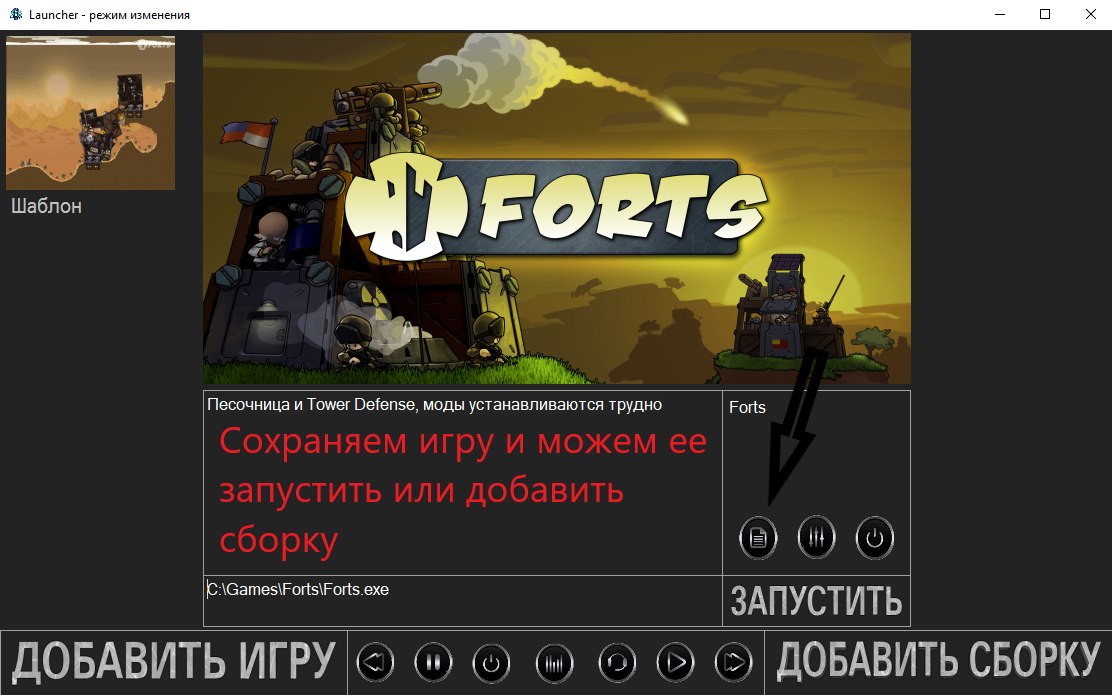 Launcher - режим изменения
FORTS
Шаблон
FORTS
Песочница и Tower Defense, моды устанавливаются трудно
Сохраняем игру и можем ее
запустить или добавить
сборку
Forts
C:\Games\Forts\Forts.exe
ЗАПУСТИТЬ
ДОБАВИТЬ ИГРУ
ДОБАВИТЬ СБОРКУ